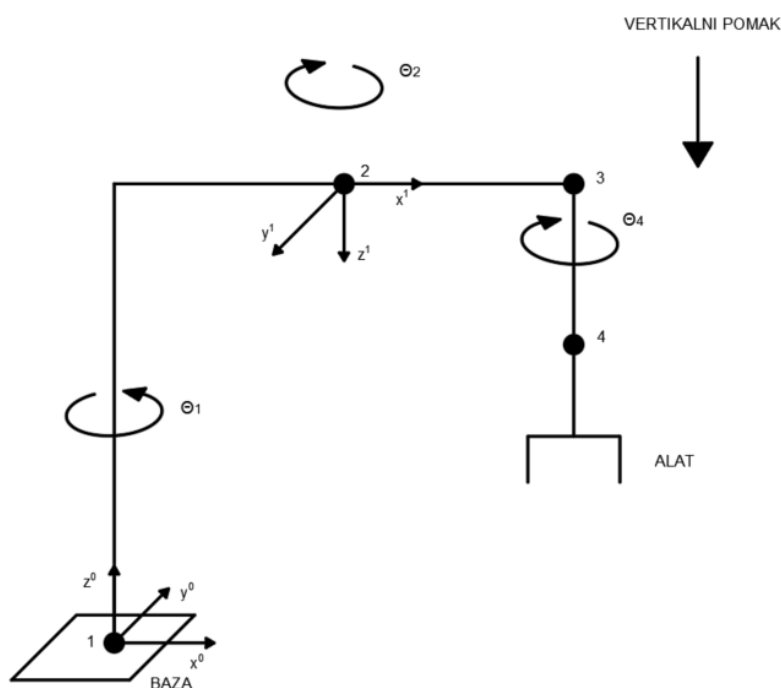 VERTIKALNI POMAK
Θ2
2
3
x¹
Θ4
y¹
z¹
4
Θ1
ALAT
z⁰
y⁰
1
x⁰
BAZA